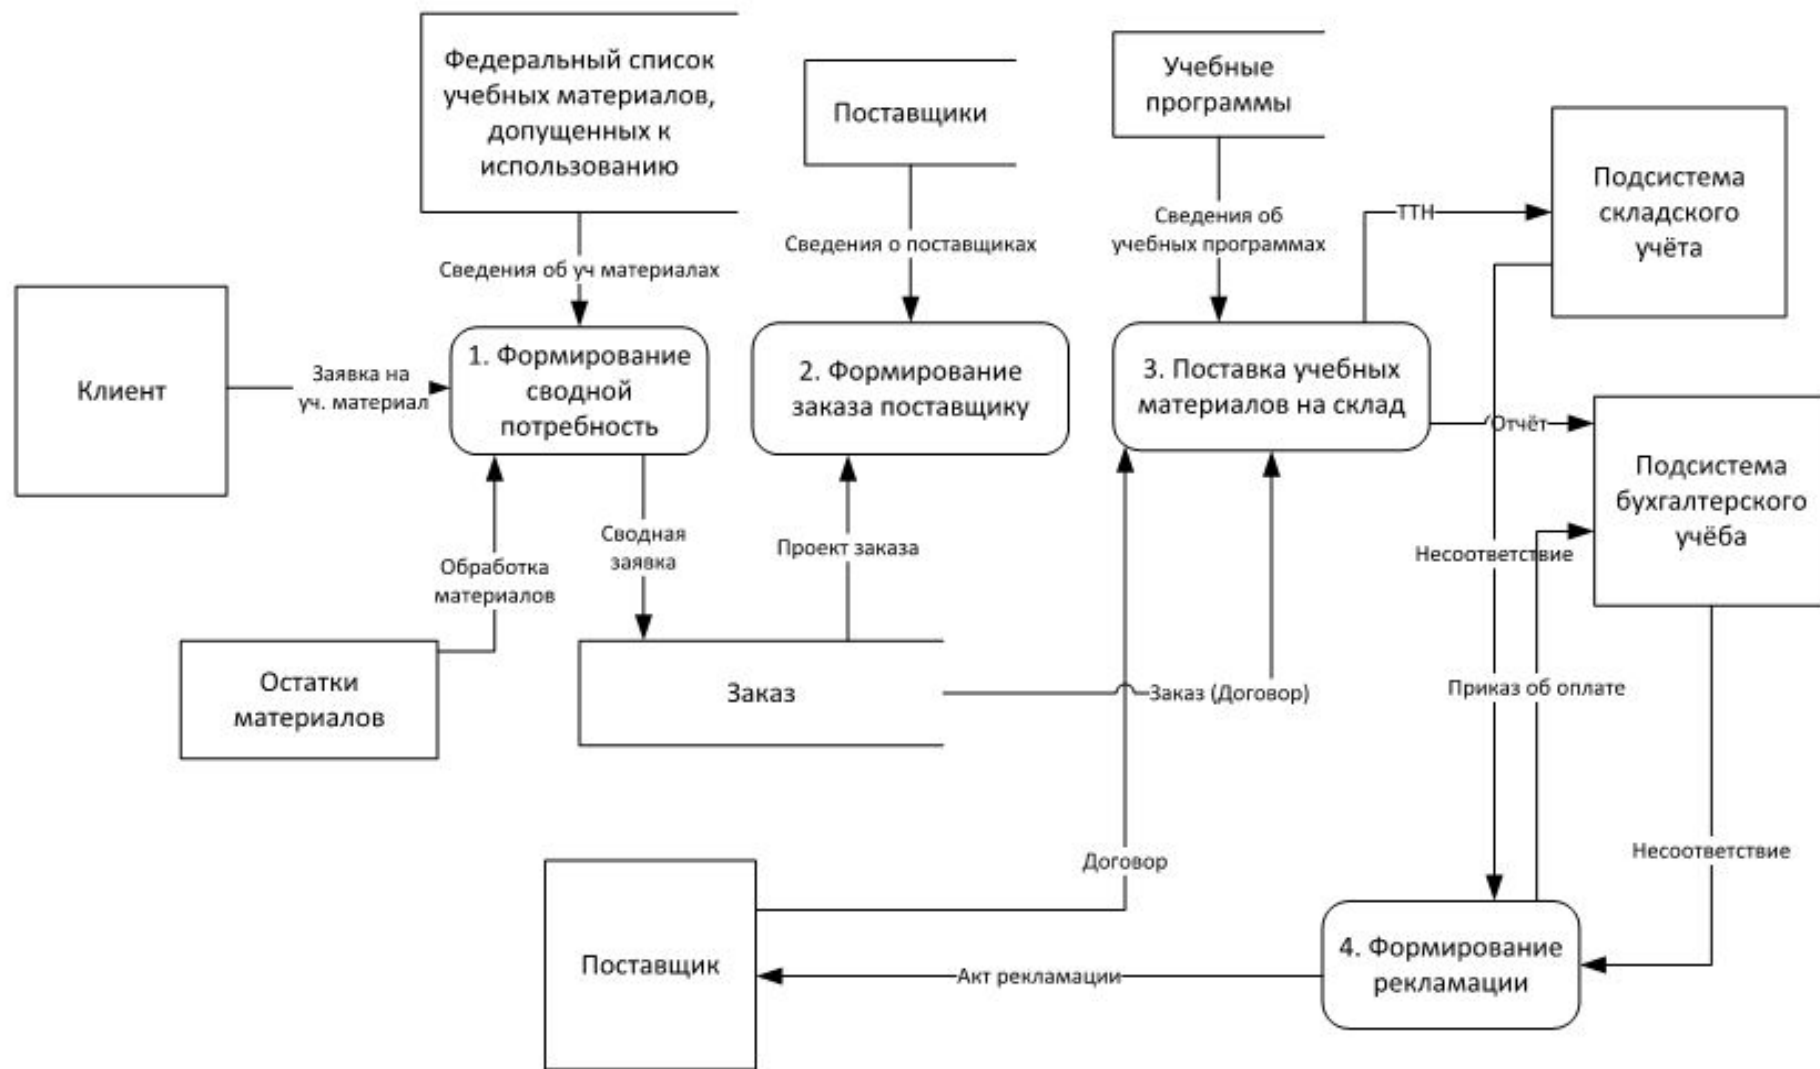 Федеральный список
учебных материалов,
допущенных к
использованию
Поставщики
Учебные
программы
Подсистема
складского
учёта
ТТН
Сведения об уч материалах
Сведения о поставщиках
Сведения об
учебных программах
Клиент
Заявка на
уч. материал
1. Формирование
сводной
потребность
2. Формирование
заказа поставщику
3. Поставка учебных
материалов на склад
Отчёт
Подсистема
бухгалтерского
учёба
Обработка
материалов
Сводная
заявка
Проект заказа
Несоответствие
Остатки
материалов
Заказ
Заказ (Договор)
Приказ об оплате
Договор
Несоответствие
Поставщик
Акт рекламации
4. Формирование
рекламации